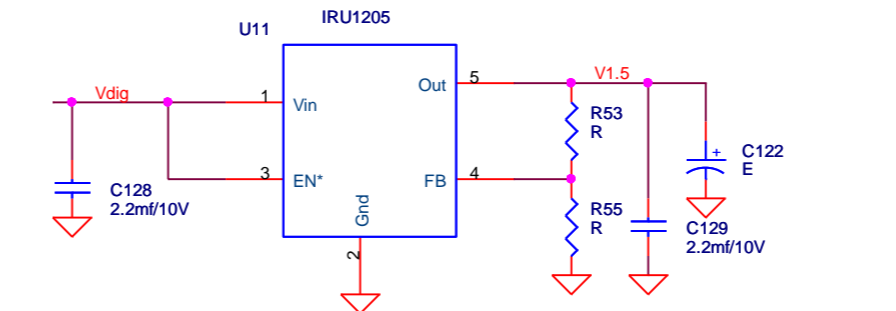 IRU1205
U11
Vdig
1
Vin
3
EN*
Gnd
2
Out
5
FB
4
V1.5
R53
R
R55
R
C128
2.2mf/10V
C129
2.2mf/10V
+
C122
E